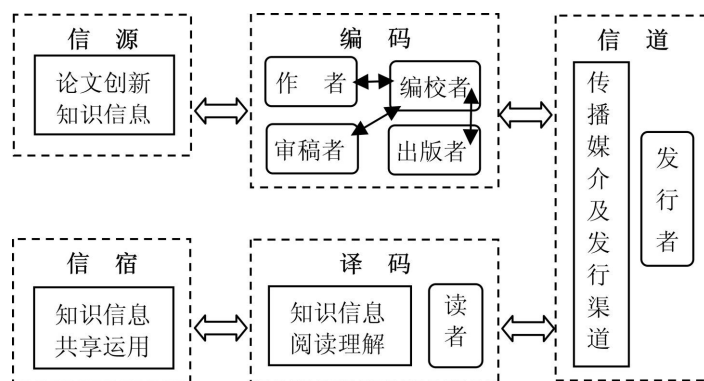 信 源
论文创新
知识信息
编 码
作 者
编校者
审稿者
出版者
信 道
传播媒介及发行渠道
发行者
信 宿
知识信息
共享运用
译 码
知识信息
阅读理解
读者